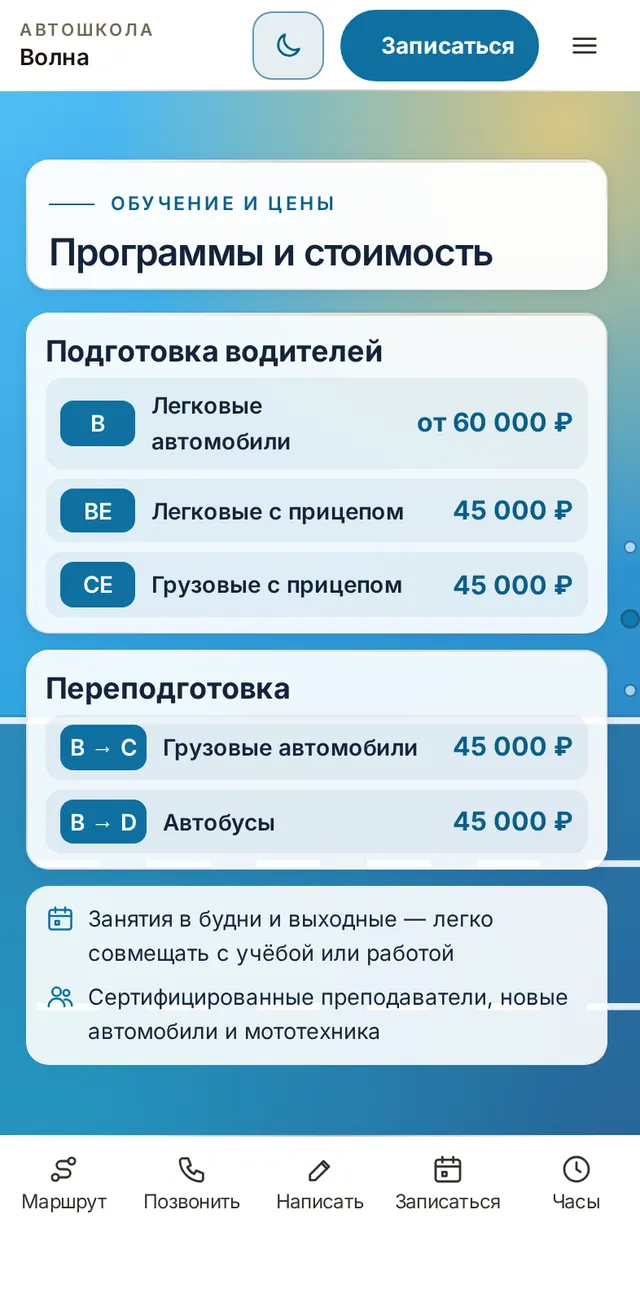 АВТОШКОЛА
Волна
Записаться
ОБУЧЕНИЕ И ЦЕНЫ
Программы и стоимость
Подготовка водителей
B
Легковые
автомобили
от 60 000 ₽
BE
Легковые с прицепом
45 000 ₽
CE
Грузовые с прицепом
45 000 ₽
Переподготовка
B → C
Грузовые автомобили
45 000 ₽
B → D
Автобусы
45 000 ₽
Занятия в будни и выходные — легко
совмещать с учёбой или работой
Сертифицированные преподаватели, новые
автомобили и мототехника
Маршрут
Позвонить
Написать
Записаться
Часы